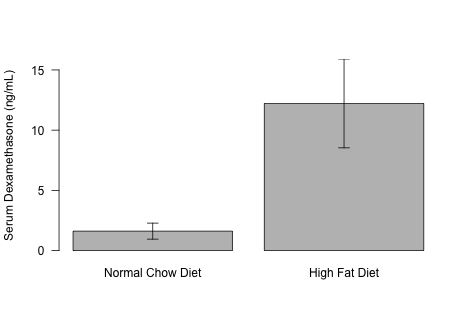 Serum Dexamethasone (ng/mL)
15
10
5
0
Normal Chow Diet
High Fat Diet